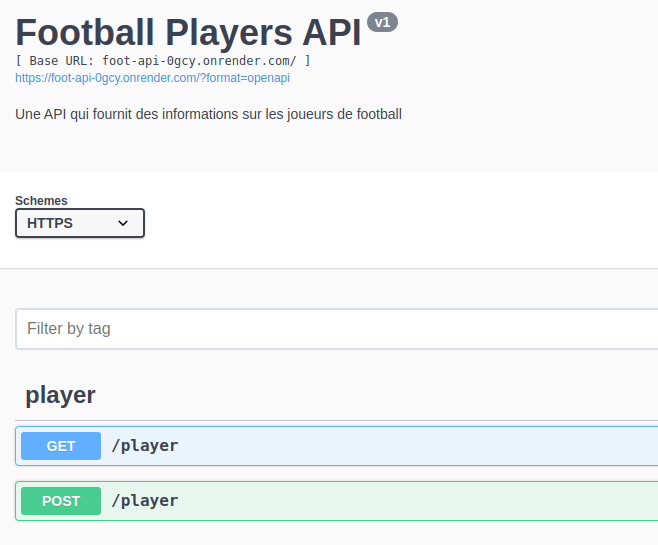 Football Players API v1
[ Base URL: foot-api-0gcy.onrender.com/ ]
https://foot-api-0gcy.onrender.com/?format=openapi
Une API qui fournit des informations sur les joueurs de football
Schemes
HTTPS
Filter by tag
player
GET /player
POST /player